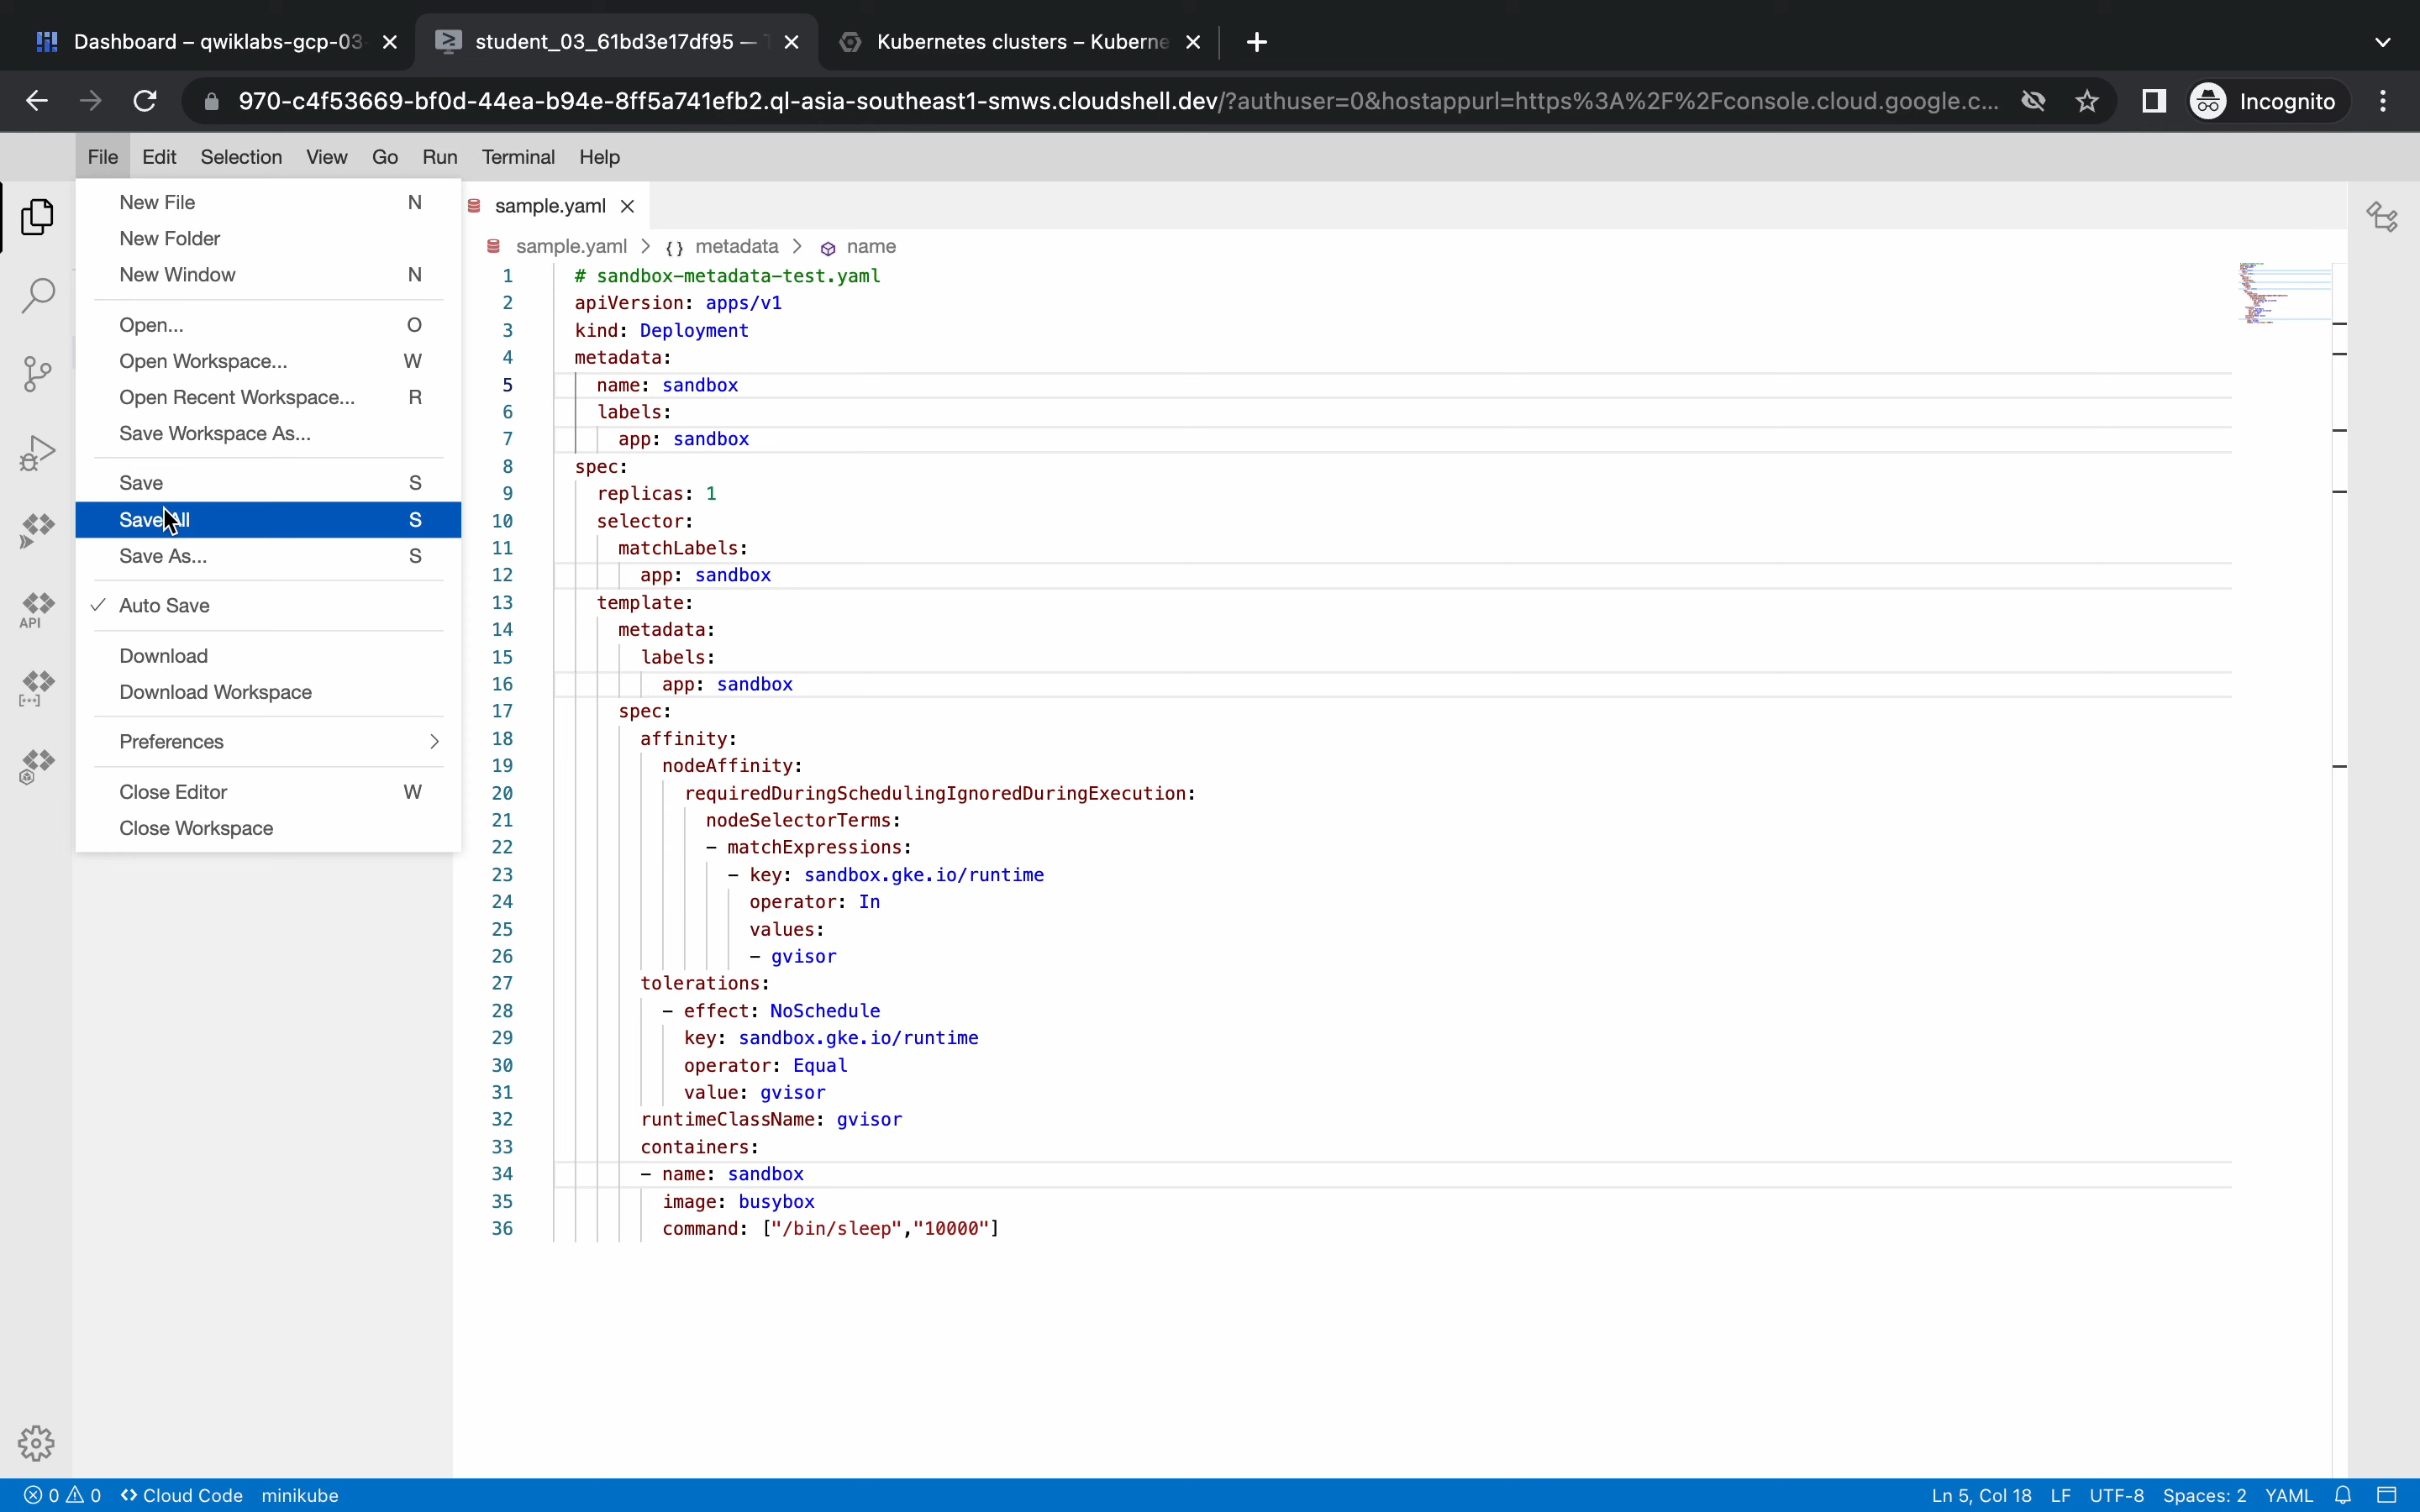 Dashboard – qwiklabs-gcp-03
student_03_61bd3e17df95 —
Kubernetes clusters – Kuberne
970-c4f53669-bf0d-44ea-b94e-8ff5a741efb2.ql-asia-southeast1-smws.cloudshell.dev/?authuser=0&hostappurl=https%3A%2F%2Fconsole.cloud.google.c...
Incognito
File Edit Selection View Go Run Terminal Help
New File N
New Folder
New Window N
Open... O
Open Workspace... W
Open Recent Workspace... R
Save Workspace As...
Save S
Save All S
Save As... S
Auto Save
Download
Download Workspace
Preferences
Close Editor W
Close Workspace
API
sample.yaml
sample.yaml > {} metadata > name
1 # sandbox-metadata-test.yaml
2 apiVersion: apps/v1
3 kind: Deployment
4 metadata:
5 name: sandbox
6 labels:
7 app: sandbox
8 spec:
9 replicas: 1
10 selector:
11 matchLabels:
12 app: sandbox
13 template:
14 metadata:
15 labels:
16 app: sandbox
17 spec:
18 affinity:
19 nodeAffinity:
20 requiredDuringSchedulingIgnoredDuringExecution:
21 nodeSelectorTerms:
22 - matchExpressions:
23 - key: sandbox.gke.io/runtime
24 operator: In
25 values:
26 - gvisor
27 tolerations:
28 - effect: NoSchedule
29 key: sandbox.gke.io/runtime
30 operator: Equal
31 value: gvisor
32 runtimeClassName: gvisor
33 containers:
34 - name: sandbox
35 image: busybox
36 command: ["/bin/sleep","10000"]
0 0 <> Cloud Code minikube
Ln 5, Col 18 LF UTF-8 Spaces: 2 YAML